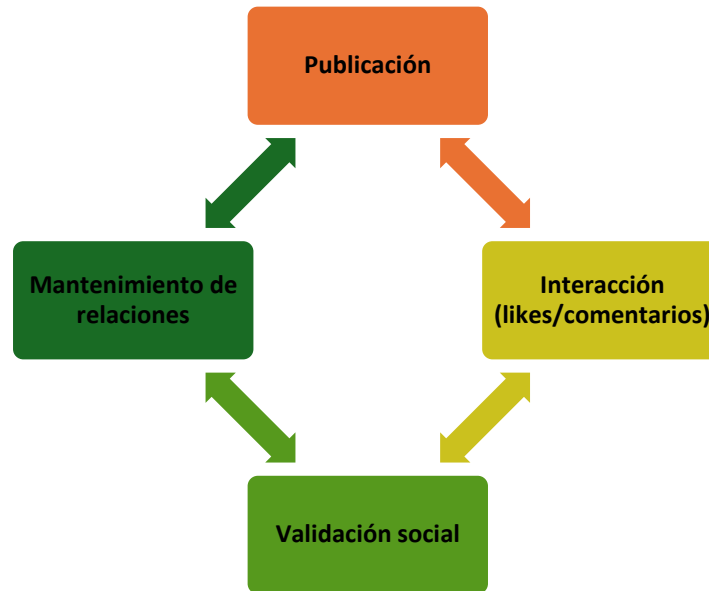 Publicación
Mantenimiento de
relaciones
Interacción
(likes/comentarios)
Validación social